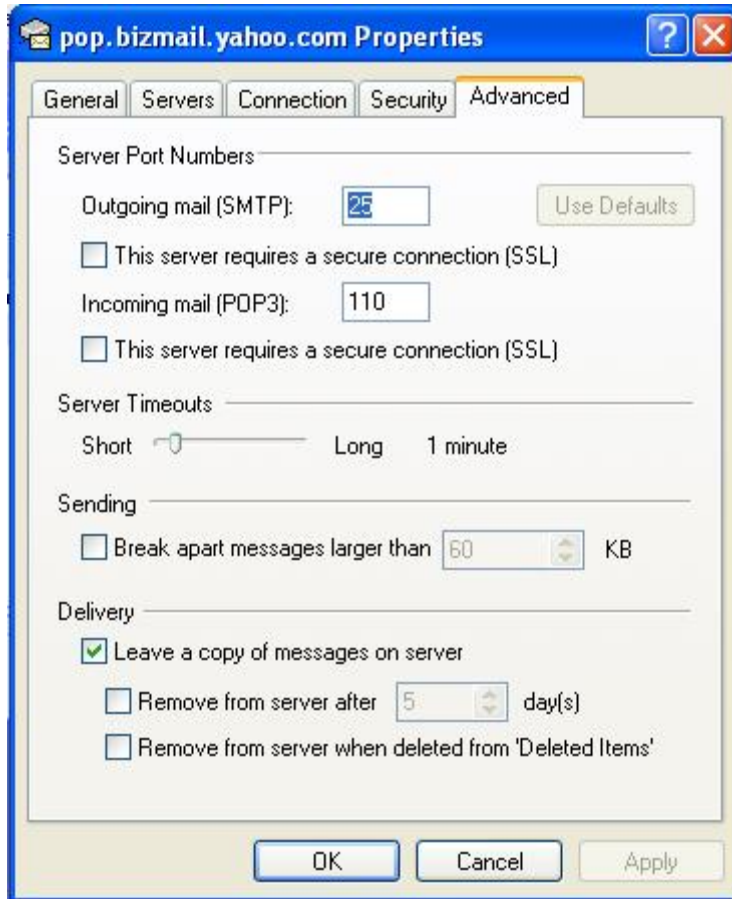 pop.bizmail.yahoo.com Properties
General Servers Connection Security Advanced
Server Port Numbers
Outgoing mail (SMTP): 25 Use Defaults
This server requires a secure connection (SSL)
Incoming mail (POP3): 110
This server requires a secure connection (SSL)
Server Timeouts
Short Long 1 minute
Sending
Break apart messages larger than 60 KB
Delivery
Leave a copy of messages on server
Remove from server after 5 day(s)
Remove from server when deleted from 'Deleted Items'
OK Cancel Apply